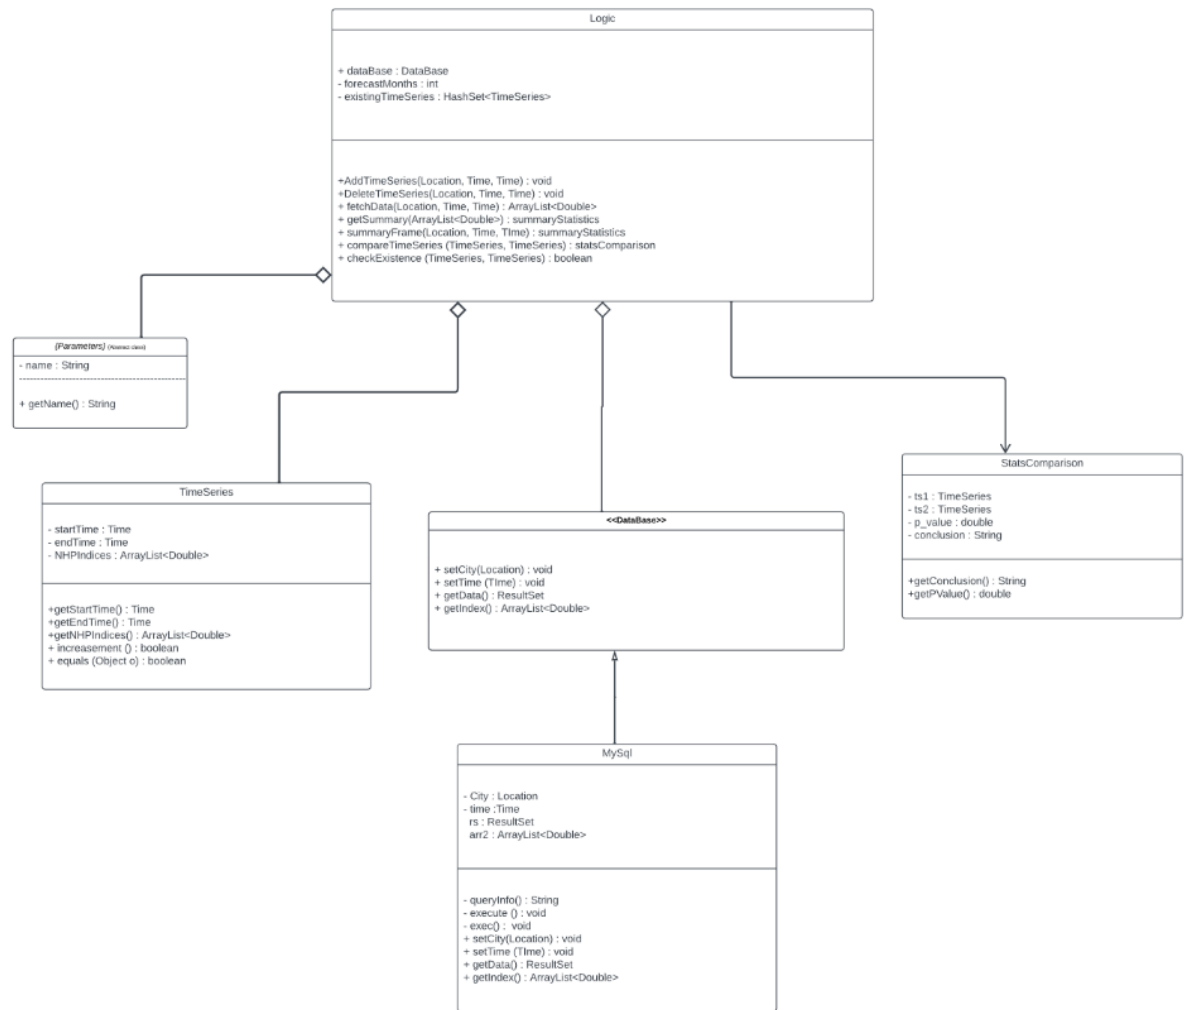 Logic
+ dataBase : DataBase
- forecastMonths : int
- existingTimeSeries : HashSet<TimeSeries>
+AddTimeSeries(Location, Time, Time) : void
+DeleteTimeSeries(Location, Time, Time) : void
+ fetchData(Location, Time, Time) : ArrayList<Double>
+ getSummary(ArrayList<Double>) : summaryStatistics
+ summaryFrame(Location, Time, TIme) : summaryStatistics
+ compareTimeSeries (TimeSeries, TimeSeries) : statsComparison
+ checkExistence (TimeSeries, TimeSeries) : boolean
{Parameters} (Abstract class)
- name : String
+ getName() : String
TimeSeries
- startTime : Time
- endTime : Time
- NHPIndices : ArrayList<Double>
+getStartTime() : Time
+getEndTime() : Time
+getNHPIndices() : ArrayList<Double>
+ increasement () : boolean
+ equals (Object o) : boolean
<<DataBase>>
+ setCity(Location) : void
+ setTime (TIme) : void
+ getData() : ResultSet
+ getIndex() : ArrayList<Double>
StatsComparison
- ts1 : TimeSeries
- ts2 : TimeSeries
- p_value : double
- conclusion : String
+getConclusion() : String
+getPValue() : double
MySql
- City : Location
- time :Time
rs : ResultSet
arr2 : ArrayList<Double>
- queryInfo() : String
- execute () : void
- exec() : void
+ setCity(Location) : void
+ setTime (TIme) : void
+ getData() : ResultSet
+ getIndex() : ArrayList<Double>